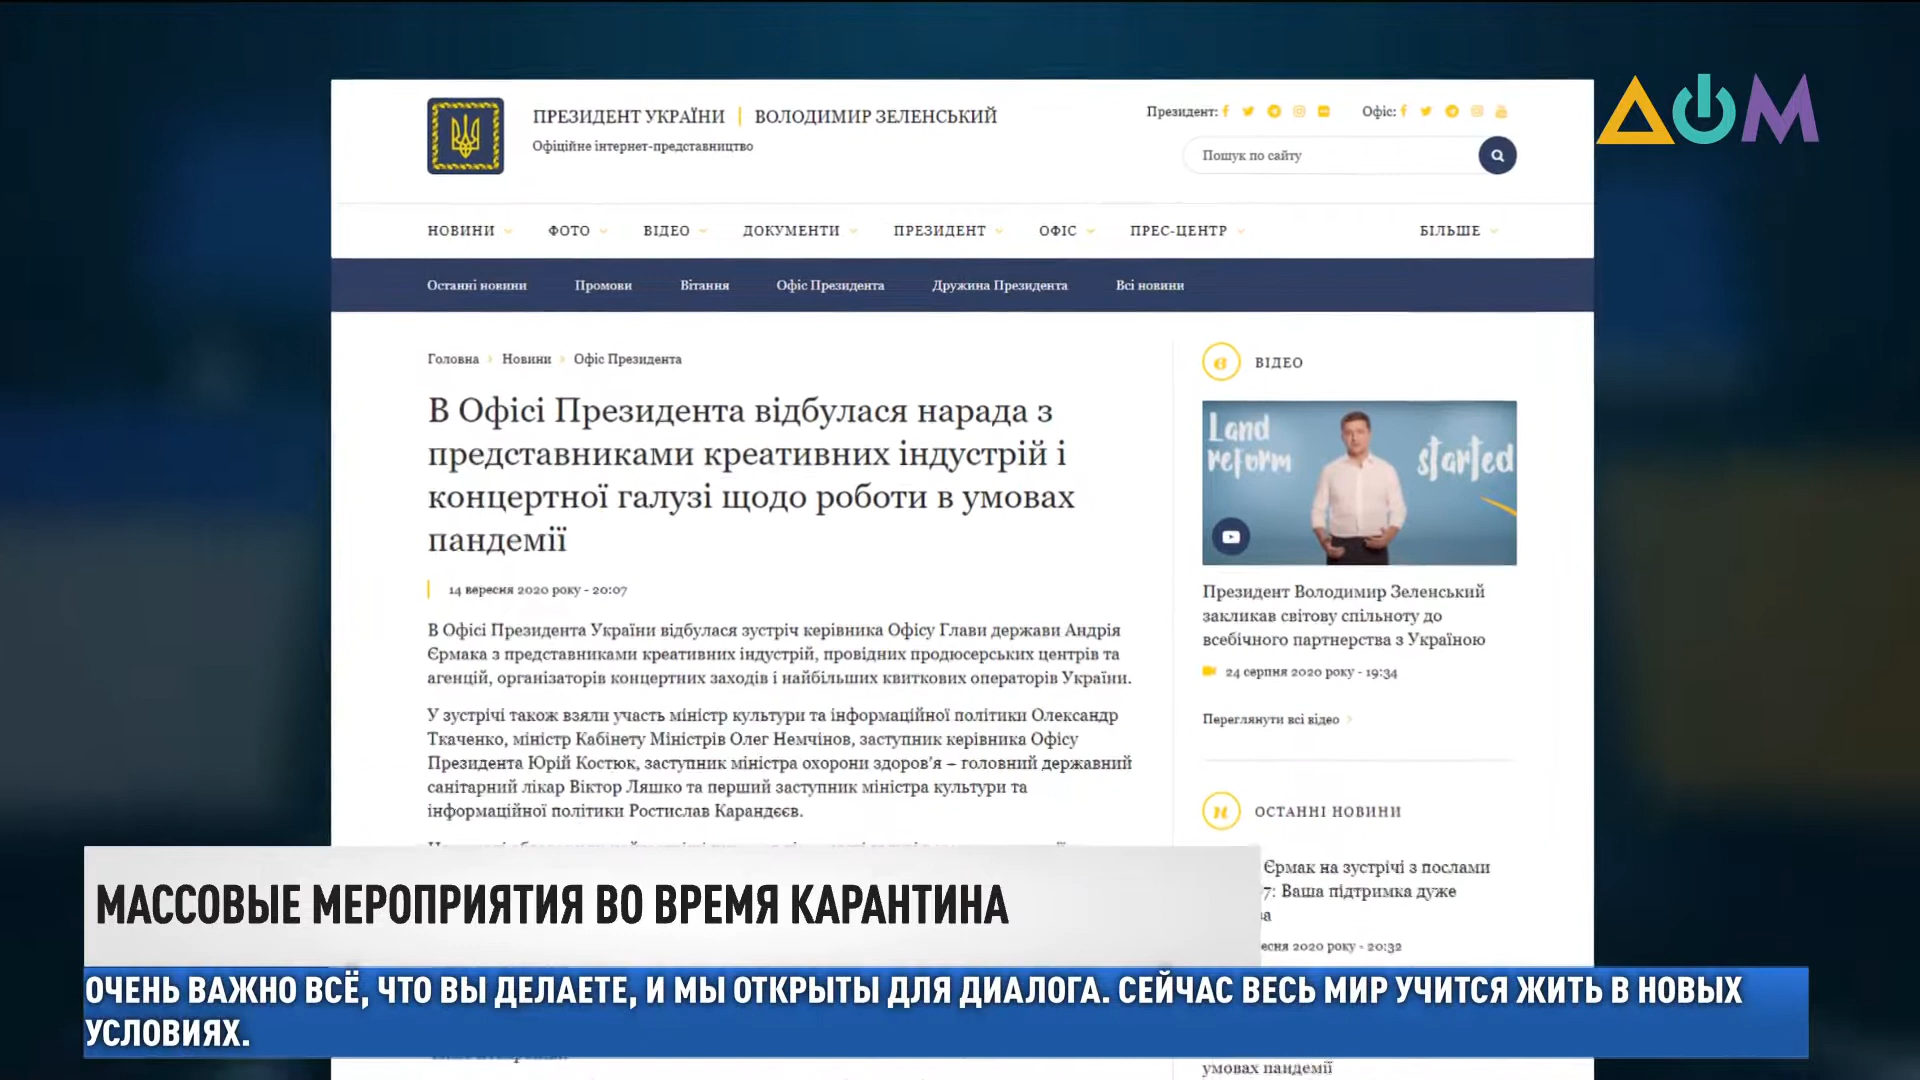 ПРЕЗИДЕНТ УКРАЇНИ | ВОЛОДИМИР ЗЕЛЕНСЬКИЙ
Офіційне інтернет-представництво
Президент:
Офіс:
Пошук по сайту
ДОМ
НОВИНИ ФОТО ВІДЕО ДОКУМЕНТИ ПРЕЗИДЕНТ ОФІС ПРЕС-ЦЕНТР БІЛЬШЕ
Останні новини Промови Вітання Офіс Президента Дружина Президента Всі новини
Головна Новини Офіс Президента
В Офісі Президента відбулася нарада з
представниками креативних індустрій і
концертної галузі щодо роботи в умовах
пандемії
14 вересня 2020 року - 20:07
В Офісі Президента України відбулася зустріч керівника Офісу Глави держави Андрія
Єрмака з представниками креативних індустрій, провідних продюсерських центрів та
агенцій, організаторів концертних заходів і найбільших квиткових операторів України.
У зустрічі також взяли участь міністр культури та інформаційної політики Олександр
Ткаченко, міністр Кабінету Міністрів Олег Немчінов, заступник керівника Офісу
Президента Юрій Костюк, заступник міністра охорони здоров’я – головний державний
санітарний лікар Віктор Ляшко та перший заступник міністра культури та
інформаційної політики Ростислав Карандєєв.
ВІДЕО
Land
reform
started
Президент Володимир Зеленський
закликав світову спільноту до
всебічного партнерства з Україною
24 серпня 2020 року - 19:34
Переглянути всі відео
ОСТАННІ НОВИНИ
Єрмак на зустрічі з послами
7: Ваша підтримка дуже
2020 року - 20:32
умовах пандемії
МАССОВЫЕ МЕРОПРИЯТИЯ ВО ВРЕМЯ КАРАНТИНА
ОЧЕНЬ ВАЖНО ВСЁ, ЧТО ВЫ ДЕЛАЕТЕ, И МЫ ОТКРЫТЫ ДЛЯ ДИАЛОГА. СЕЙЧАС ВЕСЬ МИР УЧИТСЯ ЖИТЬ В НОВЫХ
УСЛОВИЯХ.